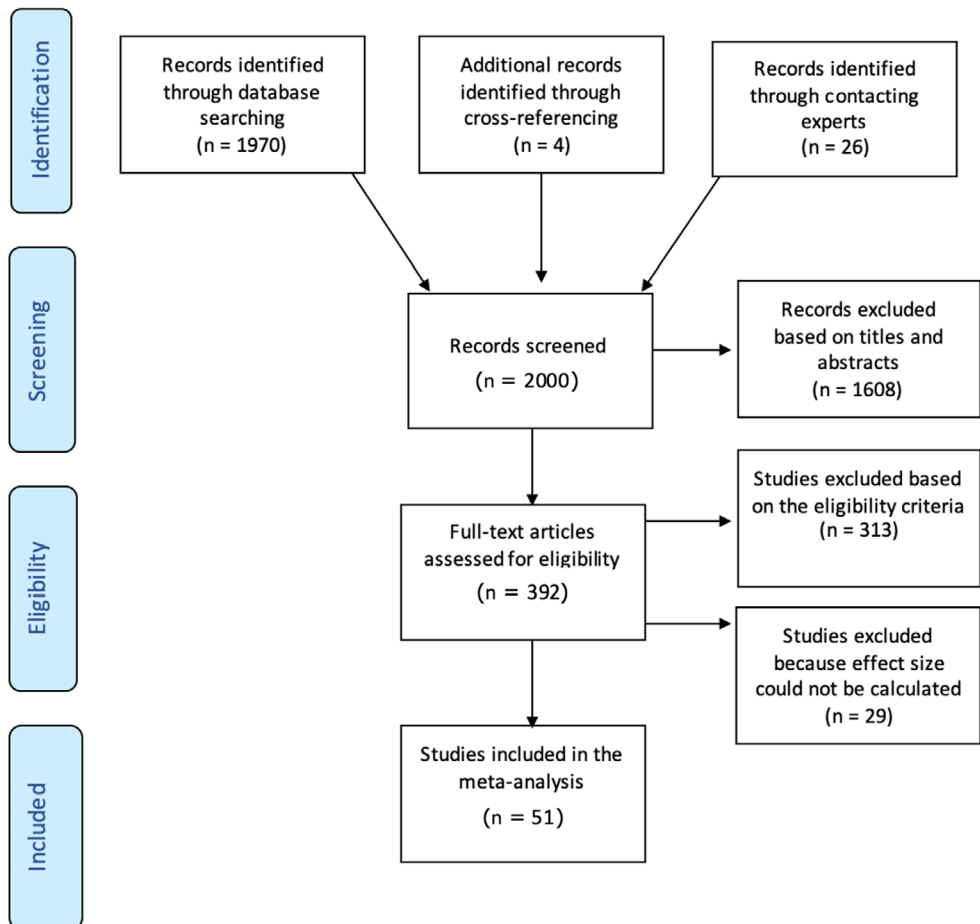 Identification
Records identified
through database
searching
(n = 1970)
Additional records
identified through
cross-referencing
(n = 4)
Records identified
through contacting
experts
(n = 26)
Screening
Records screened
(n = 2000)
Records excluded
based on titles and
abstracts
(n = 1608)
Eligibility
Full-text articles
assessed for eligibility
(n = 392)
Studies excluded based
on the eligibility criteria
(n = 313)
Studies excluded
because effect size
could not be calculated
(n = 29)
Included
Studies included in the
meta-analysis
(n = 51)